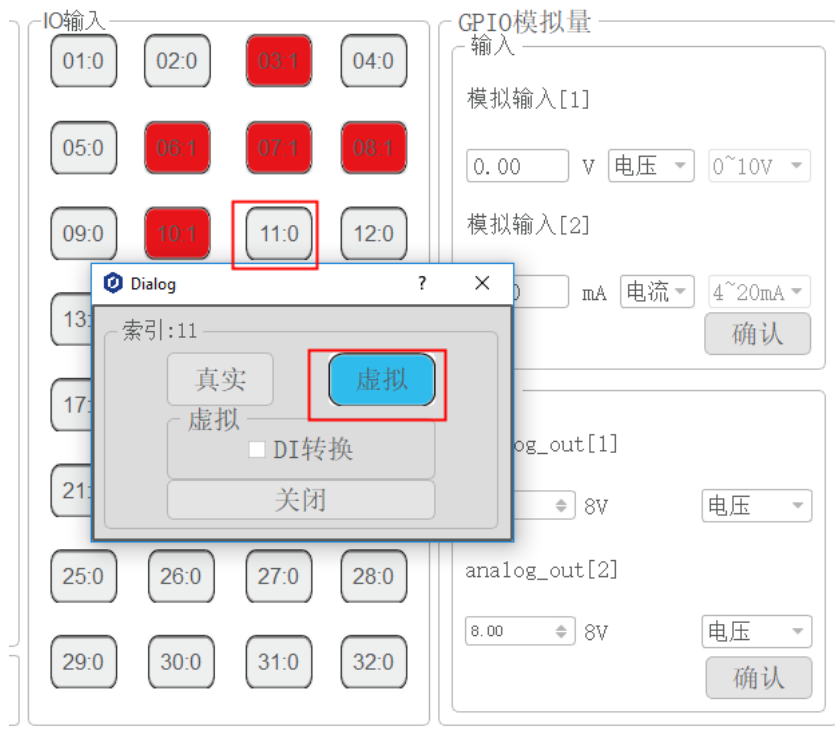 IO输入
01:0 02:0 03:1 04:0
05:0 06:1 07:1 08:1
09:0 10:1 11:0 12:0
13:
17:
21:
25:0 26:0 27:0 28:0
29:0 30:0 31:0 32:0
Dialog ? ×
索引:11
真实 虚拟
虚拟
DI转换
关闭
GPIO模拟量
输入
模拟输入[1]
0.00 V 电压 0~10V
模拟输入[2]
mA 电流 4~20mA
确认
og_out[1]
8V 电压
analog_out[2]
8.00 8V 电压
确认